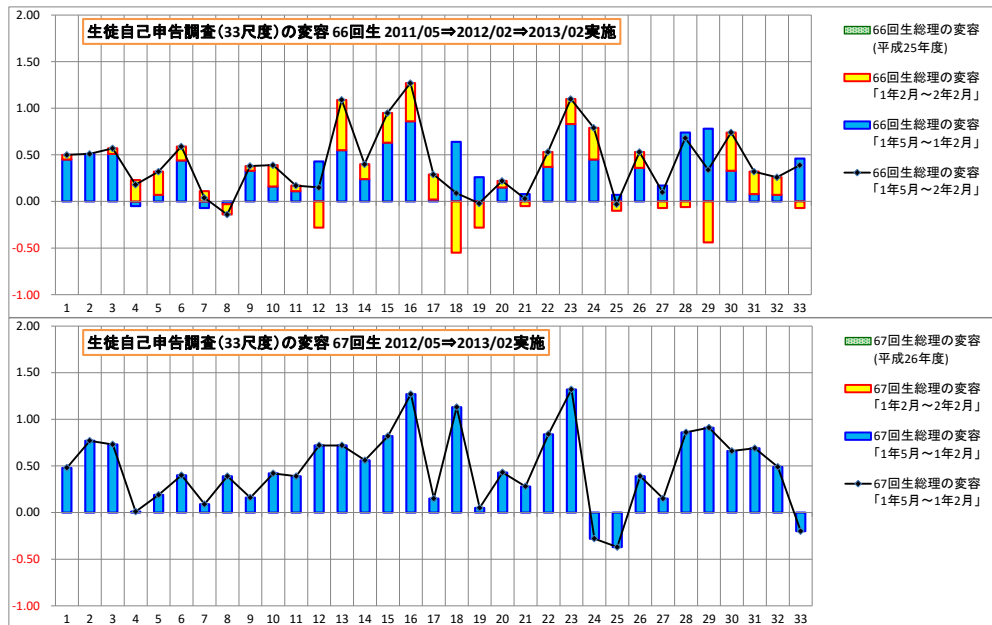 生徒自己申告調査(33尺度)の変容 66回生 2011/05⇒2012/02⇒2013/02実施
2.00
1.50
1.00
0.50
0.00
-0.50
-1.00
1 2 3 4 5 6 7 8 9 10 11 12 13 14 15 16 17 18 19 20 21 22 23 24 25 26 27 28 29 30 31 32 33
66回生総理の変容
(平成25年度)
66回生総理の変容
「1年2月~2年2月」
66回生総理の変容
「1年5月~1年2月」
66回生総理の変容
「1年5月~2年2月」
生徒自己申告調査(33尺度)の変容 67回生 2012/05⇒2013/02実施
2.00
1.50
1.00
0.50
0.00
-0.50
-1.00
1 2 3 4 5 6 7 8 9 10 11 12 13 14 15 16 17 18 19 20 21 22 23 24 25 26 27 28 29 30 31 32 33
67回生総理の変容
(平成26年度)
67回生総理の変容
「1年2月~2年2月」
67回生総理の変容
「1年5月~1年2月」
67回生総理の変容
「1年5月~1年2月」